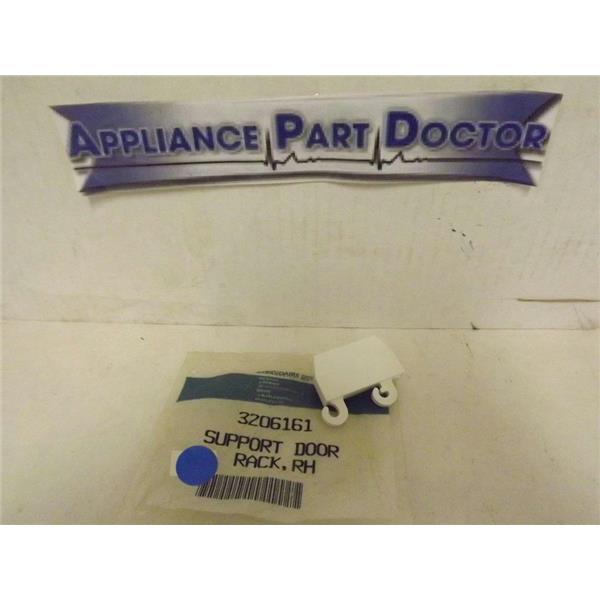 APPLIANCE PART DOCTOR
3206161
SUPPORT DOOR
RACK, RH